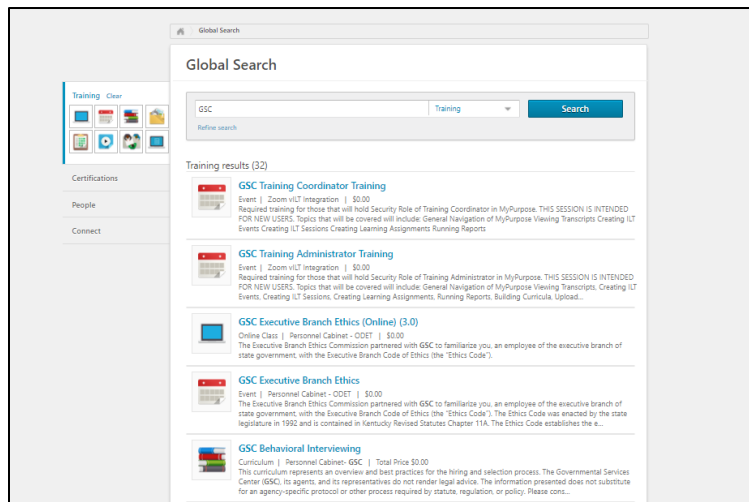 Global Search
Global Search
Training Clear
Certifications
People
Connect
GSC
Training
Search
Refine search
Training results (32)
GSC Training Coordinator Training
Event | Zoom vILT Integration | $0.00
Required training for those that will hold Security Role of Training Coordinator in MyPurpose. THIS SESSION IS INTENDED
FOR NEW USERS. Topics that will be covered will include: General Navigation of MyPurpose Viewing Transcripts Creating ILT
Events Creating ILT Sessions Creating Learning Assignments Running Reports
GSC Training Administrator Training
Event | Zoom vILT Integration | $0.00
Required training for those that will hold Security Role of Training Administrator in MyPurpose. THIS SESSION IS INTENDED
FOR NEW USERS. Topics that will be covered will include: General Navigation of MyPurpose Viewing Transcripts, Creating ILT
Events, Creating ILT Sessions, Creating Learning Assignments, Running Reports, Building Curricula, Upload...
GSC Executive Branch Ethics (Online) (3.0)
Online Class | Personnel Cabinet - ODET | $0.00
The Executive Branch Ethics Commission partnered with GSC to familiarize you, an employee of the executive branch of
state government, with the Executive Branch Code of Ethics (the "Ethics Code").
GSC Executive Branch Ethics
Event | Personnel Cabinet - ODET | $0.00
The Executive Branch Ethics Commission partnered with GSC to familiarize you, an employee of the executive branch of
state government, with the Executive Branch Code of Ethics (the "Ethics Code"). The Ethics Code was enacted by the state
legislature in 1992 and is contained in Kentucky Revised Statutes Chapter 11A. The Ethics Code establishes the e...
GSC Behavioral Interviewing
Curriculum | Personnel Cabinet- GSC | Total Price $0.00
This curriculum represents an overview and best practices for the hiring and selection process. The Governmental Services
Center (GSC), its agents, and its representatives do not render legal advice. The information presented does not substitute
for an agency-specific protocol or other process required by statute, regulation, or policy. Please cons...